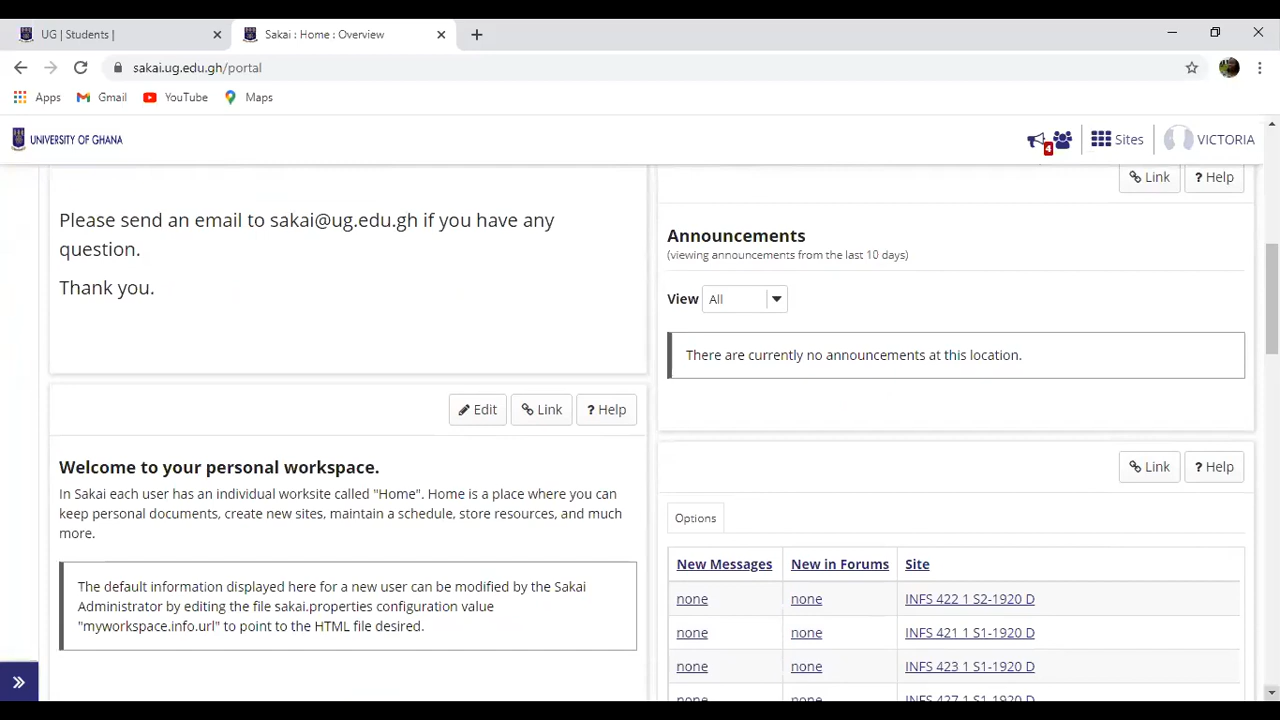 UG | Students |
Sakai : Home : Overview
sakai.ug.edu.gh/portal
Apps Gmail YouTube Maps
UNIVERSITY OF GHANA
4 Sites VICTORIA
Please send an email to sakai@ug.edu.gh if you have any
question.
Thank you.
Edit Link ? Help
Welcome to your personal workspace.
In Sakai each user has an individual worksite called "Home". Home is a place where you can
keep personal documents, create new sites, maintain a schedule, store resources, and much
more.
The default information displayed here for a new user can be modified by the Sakai
Administrator by editing the file sakai.properties configuration value
"myworkspace.info.url" to point to the HTML file desired.
Link ? Help
Announcements
(viewing announcements from the last 10 days)
View All
There are currently no announcements at this location.
Link ? Help
Options
New Messages New in Forums Site
none none INFS 422 1 S2-1920 D
none none INFS 421 1 S1-1920 D
none none INFS 423 1 S1-1920 D
none none INFS 427 1 S1-1920 D